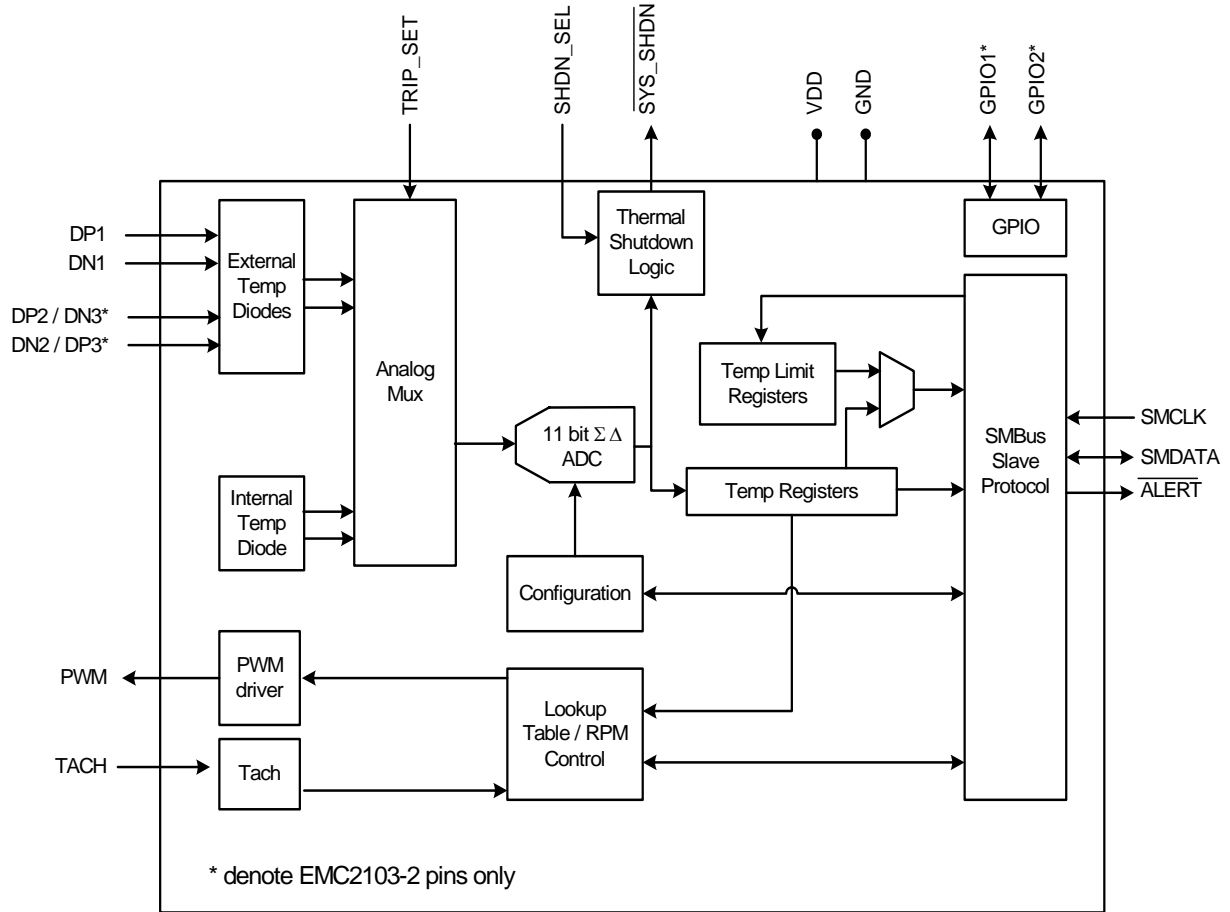 TRIP_SET
SHDN_SEL
SYS_SHDN
VDD
GND
GPIO1*
GPIO2*
DP1
DN1
DP2 / DN3*
DN2 / DP3*
External
Temp
Diodes
Analog
Mux
Thermal
Shutdown
Logic
GPIO
Temp Limit
Registers
11 bit Σ Δ
ADC
Temp Registers
SMBus
Slave
Protocol
SMCLK
SMDATA
ALERT
Internal
Temp
Diode
Configuration
PWM
PWM
driver
Lookup
Table / RPM
Control
TACH
Tach
* denote EMC2103-2 pins only